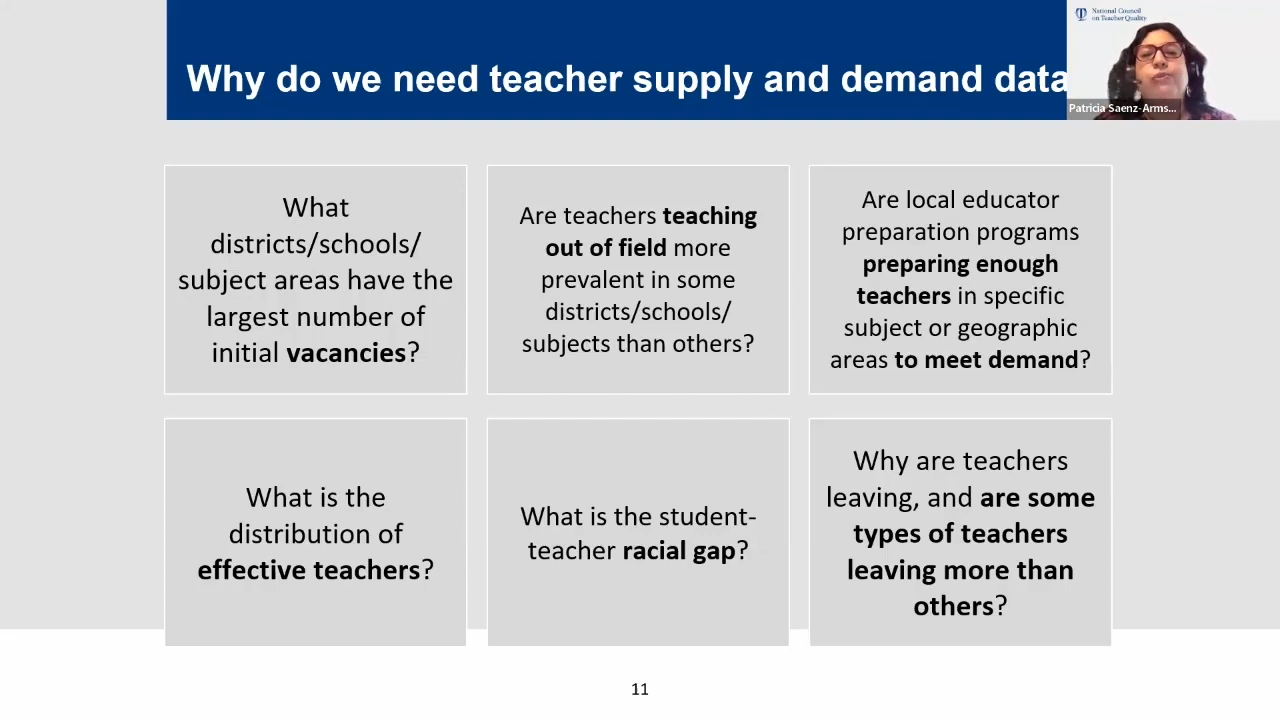 Why do we need teacher supply and demand data
National Council
on Teacher Quality
Patricia Saenz-Arms...
What
districts/schools/
subject areas have the
largest number of
initial vacancies?
Are teachers teaching
out of field more
prevalent in some
districts/schools/
subjects than others?
Are local educator
preparation programs
preparing enough
teachers in specific
subject or geographic
areas to meet demand?
What is the
distribution of
effective teachers?
What is the student-
teacher racial gap?
Why are teachers
leaving, and are some
types of teachers
leaving more than
others?
11